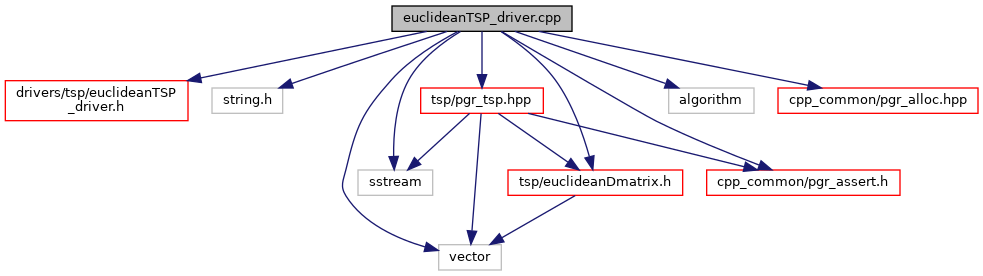 euclideanTSP_driver.cpp
drivers/tsp/euclideanTSP
_driver.h
string.h
tsp/pgr_tsp.hpp
algorithm
cpp_common/pgr_alloc.hpp
sstream
tsp/euclideanDmatrix.h
cpp_common/pgr_assert.h
vector